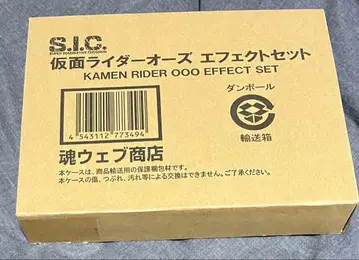 S.I.C.
SUPER IMAGINATIVE CHOGOKIN
仮面ライダーオーズ エフェクトセット
KAMEN RIDER OOO EFFECT SET
ダンボール
輸送箱
4 543112 773494
魂ウェブ商店
本ケースは、商品輸送用の保護梱包材です。
本ケースの傷、つぶれ、汚れ等による交換はできません。ご了承ください。